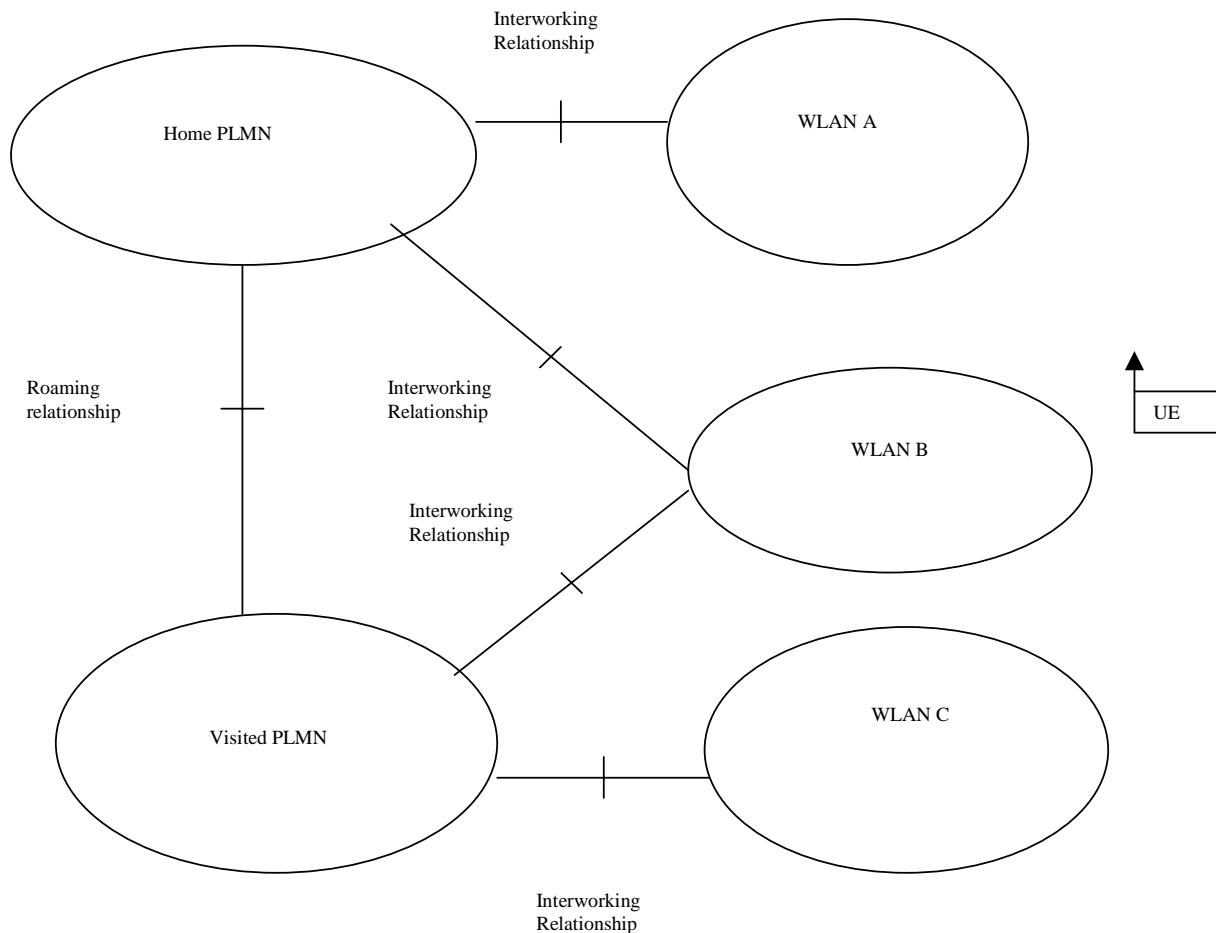 Interworking
Relationship
Home PLMN
WLAN A
Roaming
relationship
Interworking
Relationship
UE
WLAN B
Interworking
Relationship
WLAN C
Visited PLMN
Interworking
Relationship